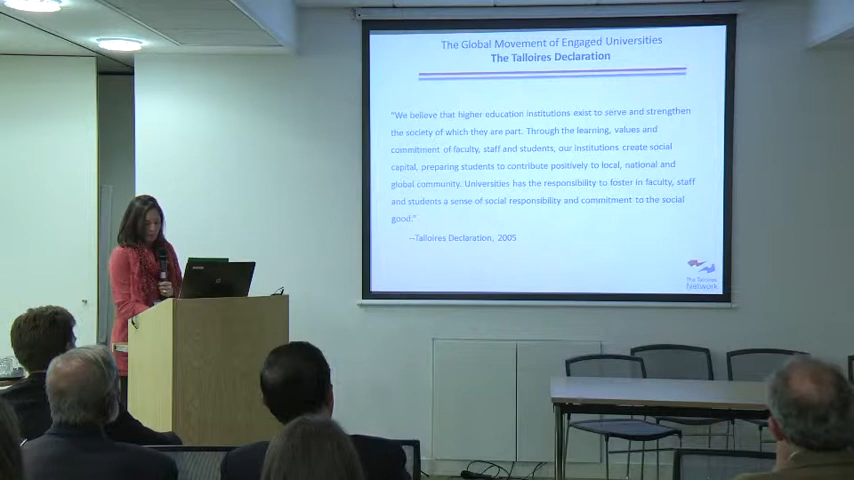 The Global Movement of Engaged Universities
The Talloires Declaration
"We believe that higher education institutions exist to serve and strengthen
the society of which they are part. Through the learning, values and
commitment of faculty, staff and students, our institutions create social
capital, preparing students to contribute positively to local, national and
global community. Universities has the responsibility to foster in faculty, staff
and students a sense of social responsibility and commitment to the social
good."
--Talloires Declaration, 2005
The Talloires
Network